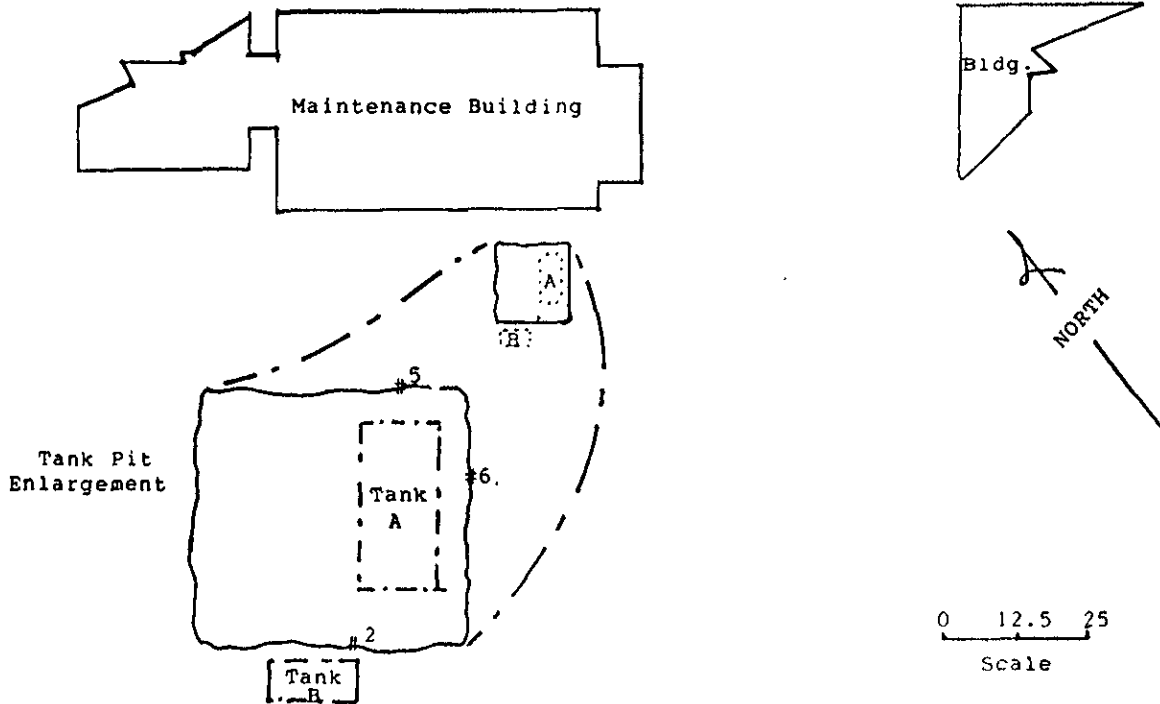 Maintenance Building
Bldg.
A
B
NORTH
5
Tank Pit
Enlargement
6.
Tank
A
2
Tank
B
0 12.5 25
Scale